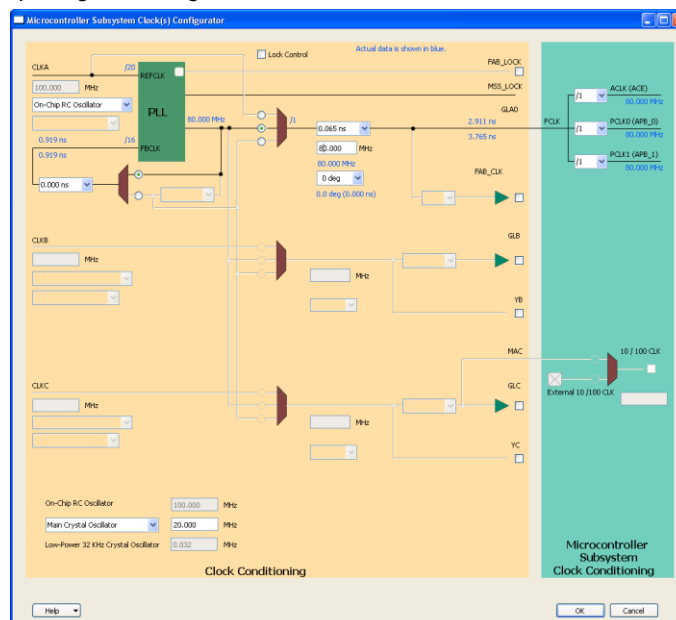 Microcontroller Subsystem Clock(s) Configurator
Lock Control
Actual data is shown in blue.
FAB_LOCK
CLKA
/20
REFCLK
100.000 MHz
MSS_LOCK
ACLK (ACE)
/1
80.000 MHz
On-Chip RC Oscillator
PLL
GLA0
80.000 MHz
/1
0.065 ns
2.911 ns
FCLK
/1
PCLK0 (APB_0)
80.000 MHz
0.919 ns
/16
FBCLK
3.765 ns
0.919 ns
80.000 MHz
80.000 MHz
/1
PCLK1 (APB_1)
80.000 MHz
0.000 ns
0 deg
FAB_CLK
0.0 deg (0.000 ns)
CLKB
GLB
MHz
MHz
YB
MAC
10 / 100 CLK
CLKC
GLC
External 10 /100 CLK
MHz
MHz
YC
On-Chip RC Oscillator
100.000 MHz
Main Crystal Oscillator
20.000 MHz
Low-Power 32 KHz Crystal Oscillator
0.032 MHz
Microcontroller
Subsystem
Clock Conditioning
Clock Conditioning
Help
OK
Cancel